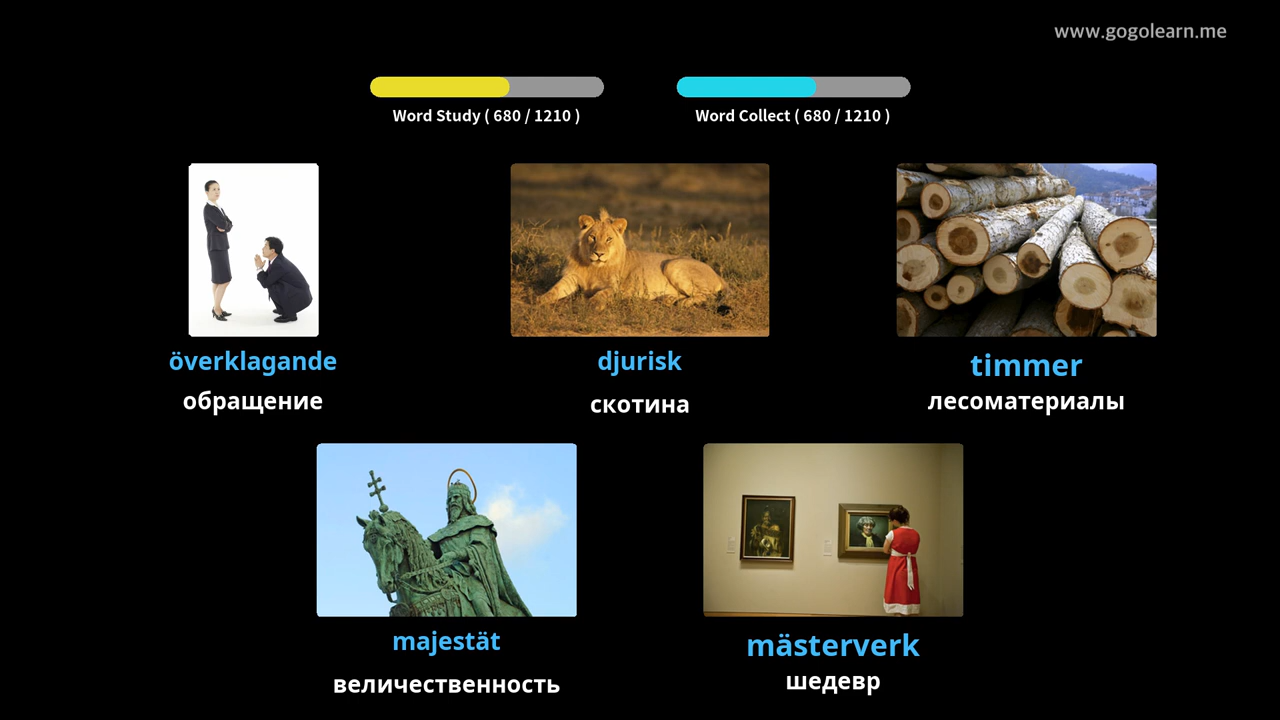 www.gogolearn.me
Word Study ( 680 / 1210 )
Word Collect ( 680 / 1210 )
överklagande
обращение
djurisk
скотина
timmer
лесоматериалы
majestät
величественность
mästerverk
шедевр